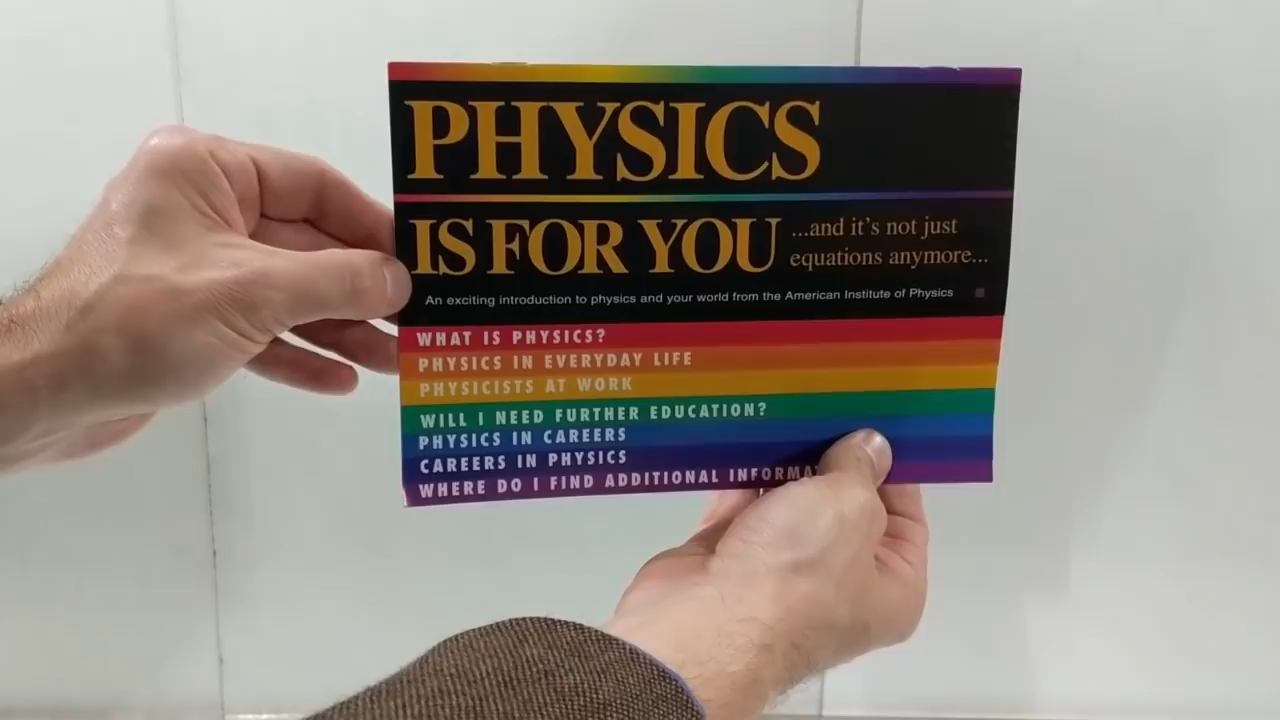 PHYSICS
IS FOR YOU
...and it's not just
equations anymore...
An exciting introduction to physics and your world from the American Institute of Physics
WHAT IS PHYSICS?
PHYSICS IN EVERYDAY LIFE
PHYSICISTS AT WORK
WILL I NEED FURTHER EDUCATION?
PHYSICS IN CAREERS
CAREERS IN PHYSICS
WHERE DO I FIND ADDITIONAL